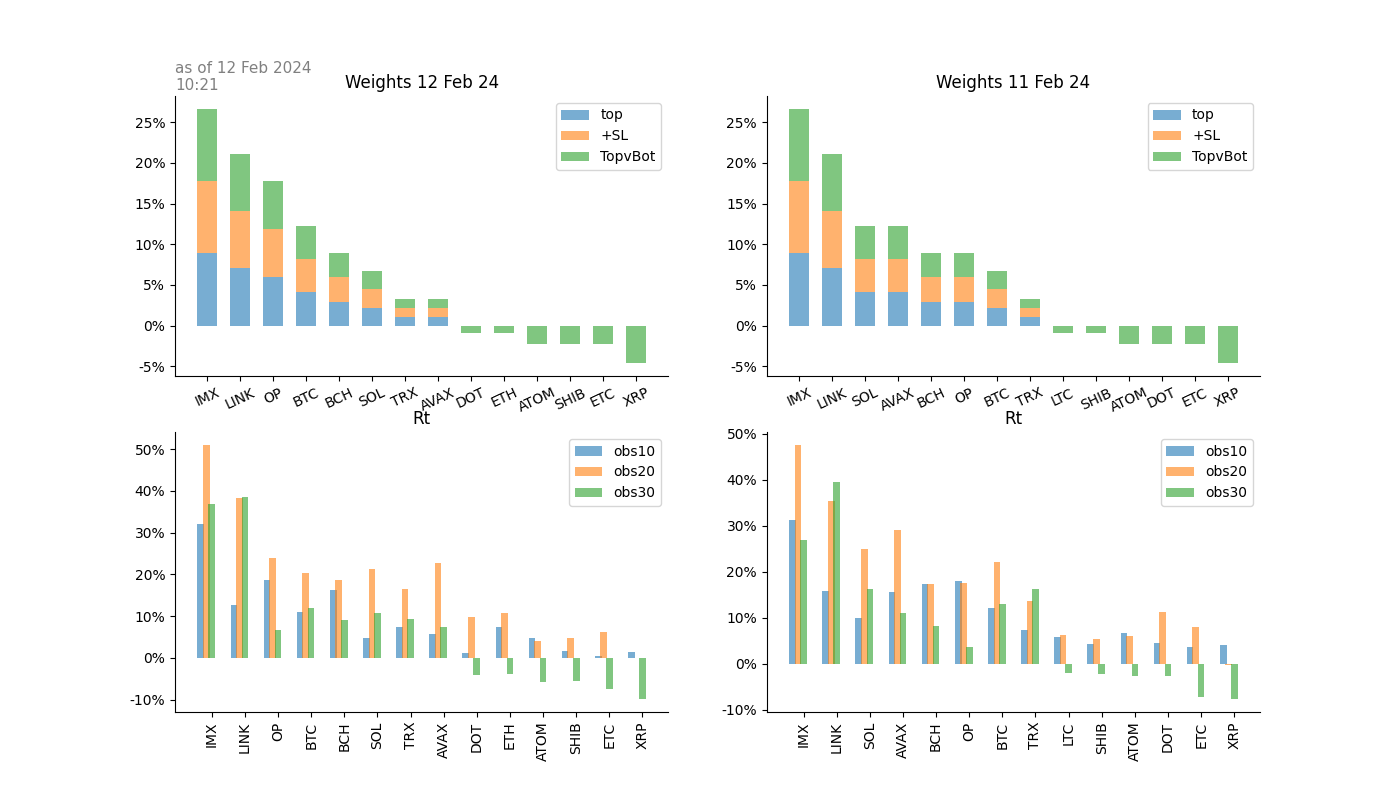 as of 12 Feb 2024
10:21
Weights 12 Feb 24
25%
20%
15%
10%
5%
0%
-5%
top
+SL
TopvBot
IMX LINK OP BTC BCH SOL TRX AVAX DOT ETH ATOM SHIB ETC XRP
Weights 11 Feb 24
25%
20%
15%
10%
5%
0%
-5%
top
+SL
TopvBot
IMX LINK SOL AVAX BCH OP BTC TRX LTC SHIB ATOM DOT ETC XRP
Rt
50%
40%
30%
20%
10%
0%
-10%
obs10
obs20
obs30
IMX LINK OP BTC BCH SOL TRX AVAX DOT ETH ATOM SHIB ETC XRP
Rt
50%
40%
30%
20%
10%
0%
-10%
obs10
obs20
obs30
IMX LINK SOL AVAX BCH OP BTC TRX LTC SHIB ATOM DOT ETC XRP